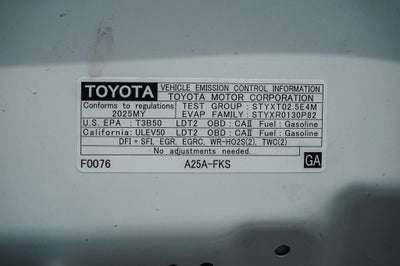 TOYOTA VEHICLE EMISSION CONTROL INFORMATION
TOYOTA MOTOR CORPORATION
Conforms to regulations TEST GROUP : STYXT02.5E4M
2025MY EVAP FAMILY : STYXR0130P82
U.S. EPA : T3B50 LDT2 OBD : CAⅡ Fuel : Gasoline
California: ULEV50 LDT2 OBD : CAⅡ Fuel : Gasoline
DFI + SFI, EGR, EGRC, WR-HO2S(2), TWC(2)
No adjustments needed.
F0076 A25A-FKS GA